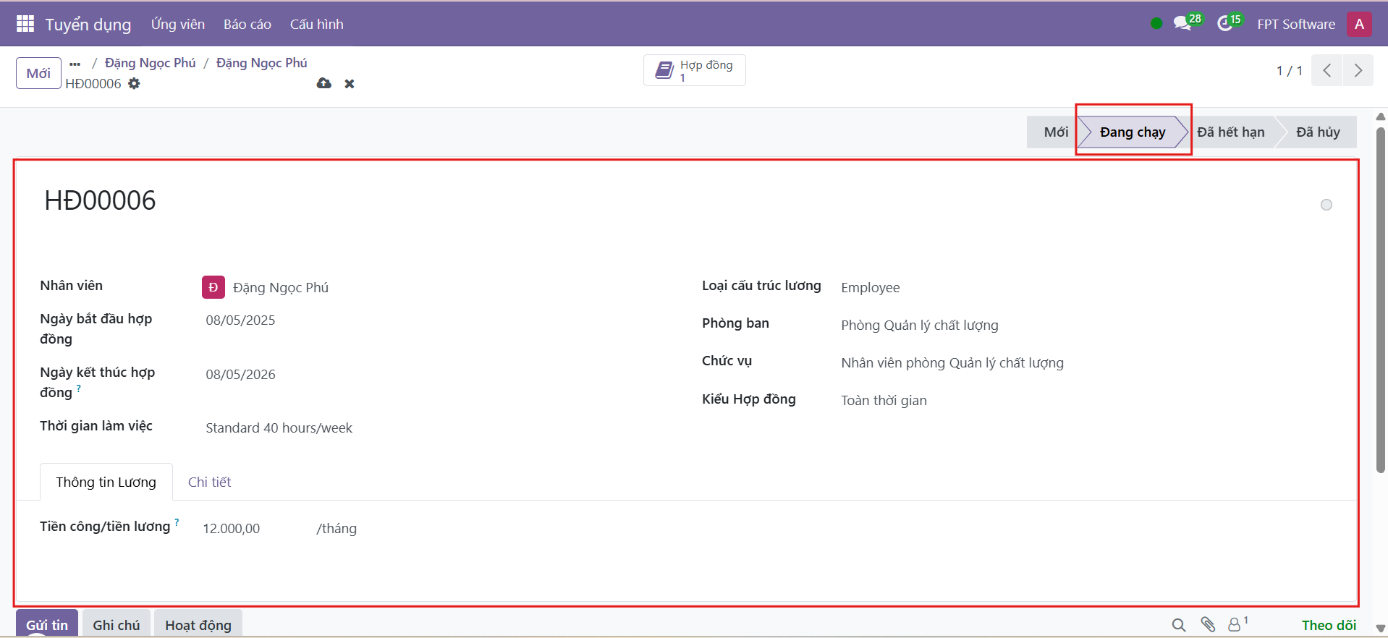 Tuyển dụng Ứng viên Báo cáo Cấu hình 28 15 FPT Software A
Mới ... / Đặng Ngọc Phú / Đặng Ngọc Phú
HĐ00006
Hợp đồng
1
1 / 1
Mới Đang chạy Đã hết hạn Đã hủy
HĐ00006
Nhân viên Đ Đặng Ngọc Phú
Ngày bắt đầu hợp đồng 08/05/2025
Ngày kết thúc hợp đồng ? 08/05/2026
Thời gian làm việc Standard 40 hours/week
Loại cấu trúc lương Employee
Phòng ban Phòng Quản lý chất lượng
Chức vụ Nhân viên phòng Quản lý chất lượng
Kiểu Hợp đồng Toàn thời gian
Thông tin Lương Chi tiết
Tiền công/tiền lương ? 12.000,00 /tháng
Gửi tin Ghi chú Hoạt động 1 Theo dõi